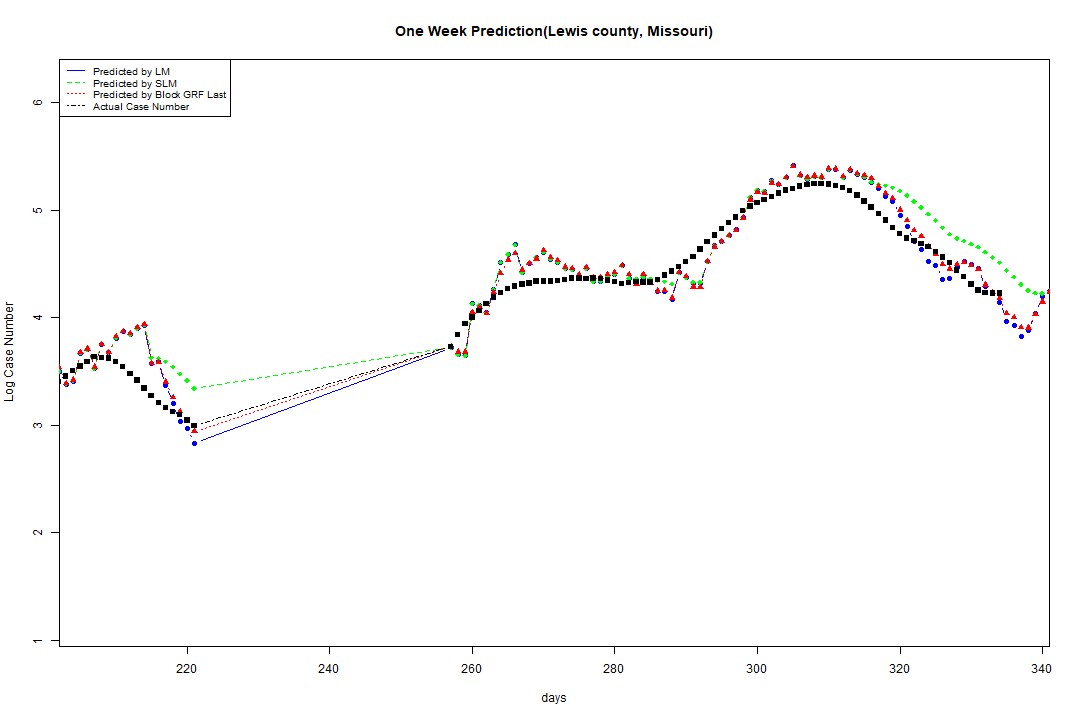 One Week Prediction(Lewis county, Missouri)
Predicted by LM
Predicted by SLM
Predicted by Block GRF Last
Actual Case Number
6
5
4
3
2
1
Log Case Number
220 240 260 280 300 320 340
days